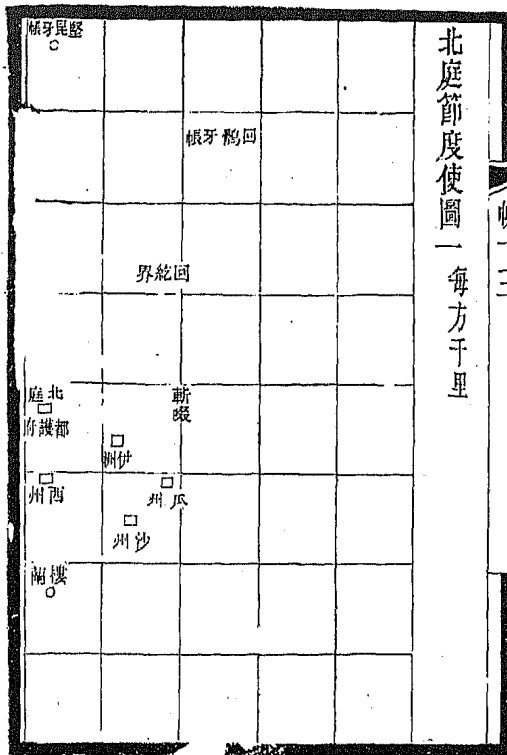 北庭節度使圖一 每方千里
堅昆牙帳
回鶻牙帳
回紇界
北庭
都護府
斬啜
伊州
西州
瓜州
沙州
樓蘭